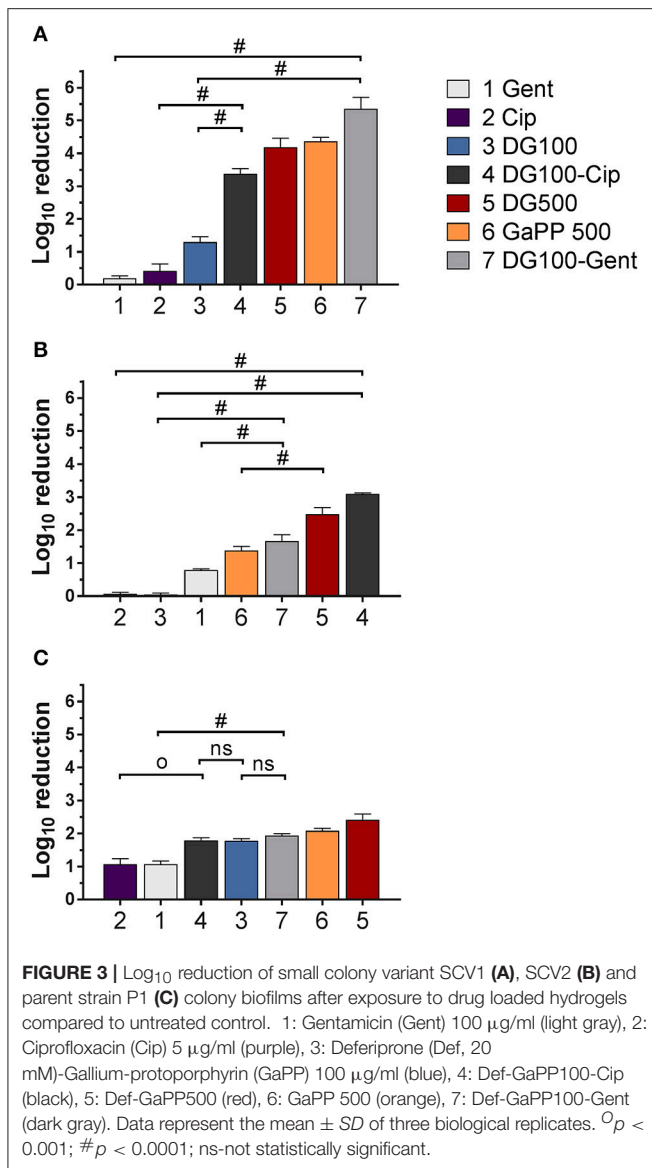 A
#
#
#
#
Log10 reduction
6
5
4
3
2
1
0
1 2 3 4 5 6 7
1 Gent
2 Cip
3 DG100
4 DG100-Cip
5 DG500
6 GaPP 500
7 DG100-Gent
B
#
#
#
#
#
Log10 reduction
6
5
4
3
2
1
0
2 3 1 6 7 5 4
C
#
ns
o
ns
Log10 reduction
6
5
4
3
2
1
0
2 1 4 3 7 6 5
FIGURE 3 | Log10 reduction of small colony variant SCV1 (A), SCV2 (B) and
parent strain P1 (C) colony biofilms after exposure to drug loaded hydrogels
compared to untreated control. 1: Gentamicin (Gent) 100 μg/ml (light gray), 2:
Ciprofloxacin (Cip) 5 μg/ml (purple), 3: Deferiprone (Def, 20
mM)-Gallium-protoporphyrin (GaPP) 100 μg/ml (blue), 4: Def-GaPP100-Cip
(black), 5: Def-GaPP500 (red), 6: GaPP 500 (orange), 7: Def-GaPP100-Gent
(dark gray). Data represent the mean ± SD of three biological replicates. Op <
0.001; #p < 0.0001; ns-not statistically significant.